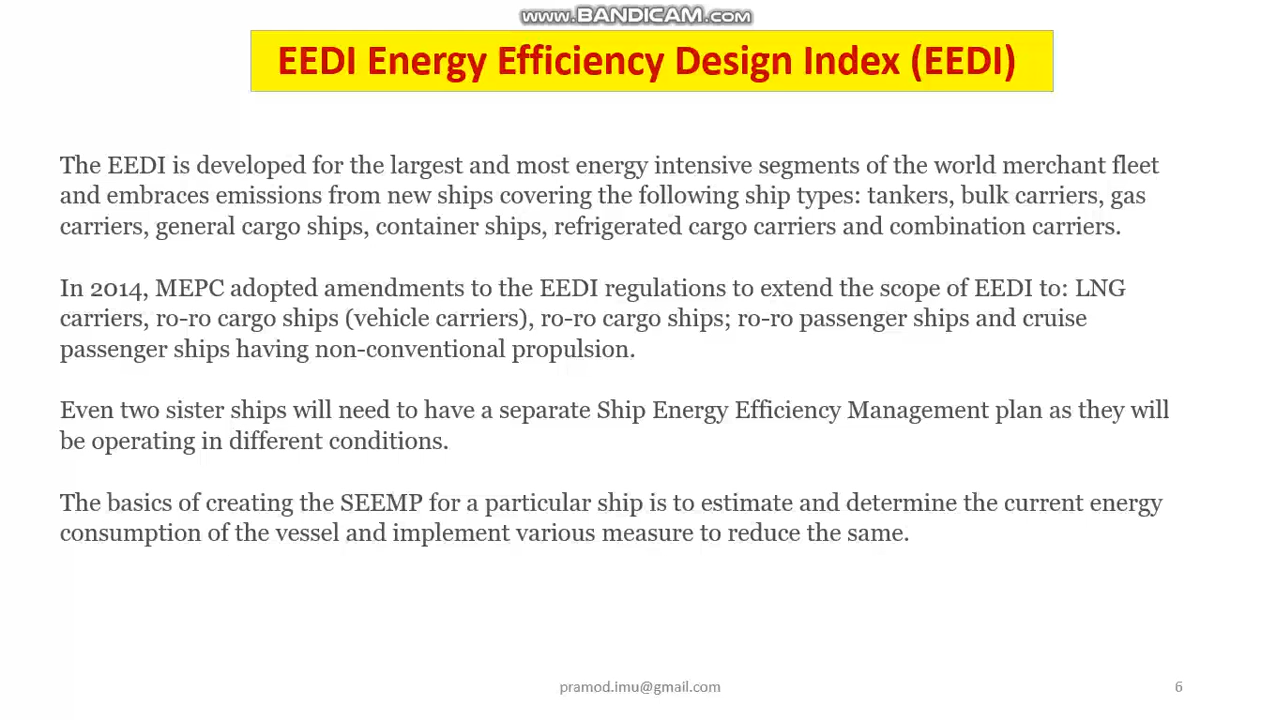 www.BANDICAM.com
EEDI Energy Efficiency Design Index (EEDI)
The EEDI is developed for the largest and most energy intensive segments of the world merchant fleet
and embraces emissions from new ships covering the following ship types: tankers, bulk carriers, gas
carriers, general cargo ships, container ships, refrigerated cargo carriers and combination carriers.
In 2014, MEPC adopted amendments to the EEDI regulations to extend the scope of EEDI to: LNG
carriers, ro-ro cargo ships (vehicle carriers), ro-ro cargo ships; ro-ro passenger ships and cruise
passenger ships having non-conventional propulsion.
Even two sister ships will need to have a separate Ship Energy Efficiency Management plan as they will
be operating in different conditions.
The basics of creating the SEEMP for a particular ship is to estimate and determine the current energy
consumption of the vessel and implement various measure to reduce the same.
pramod.imu@gmail.com
6